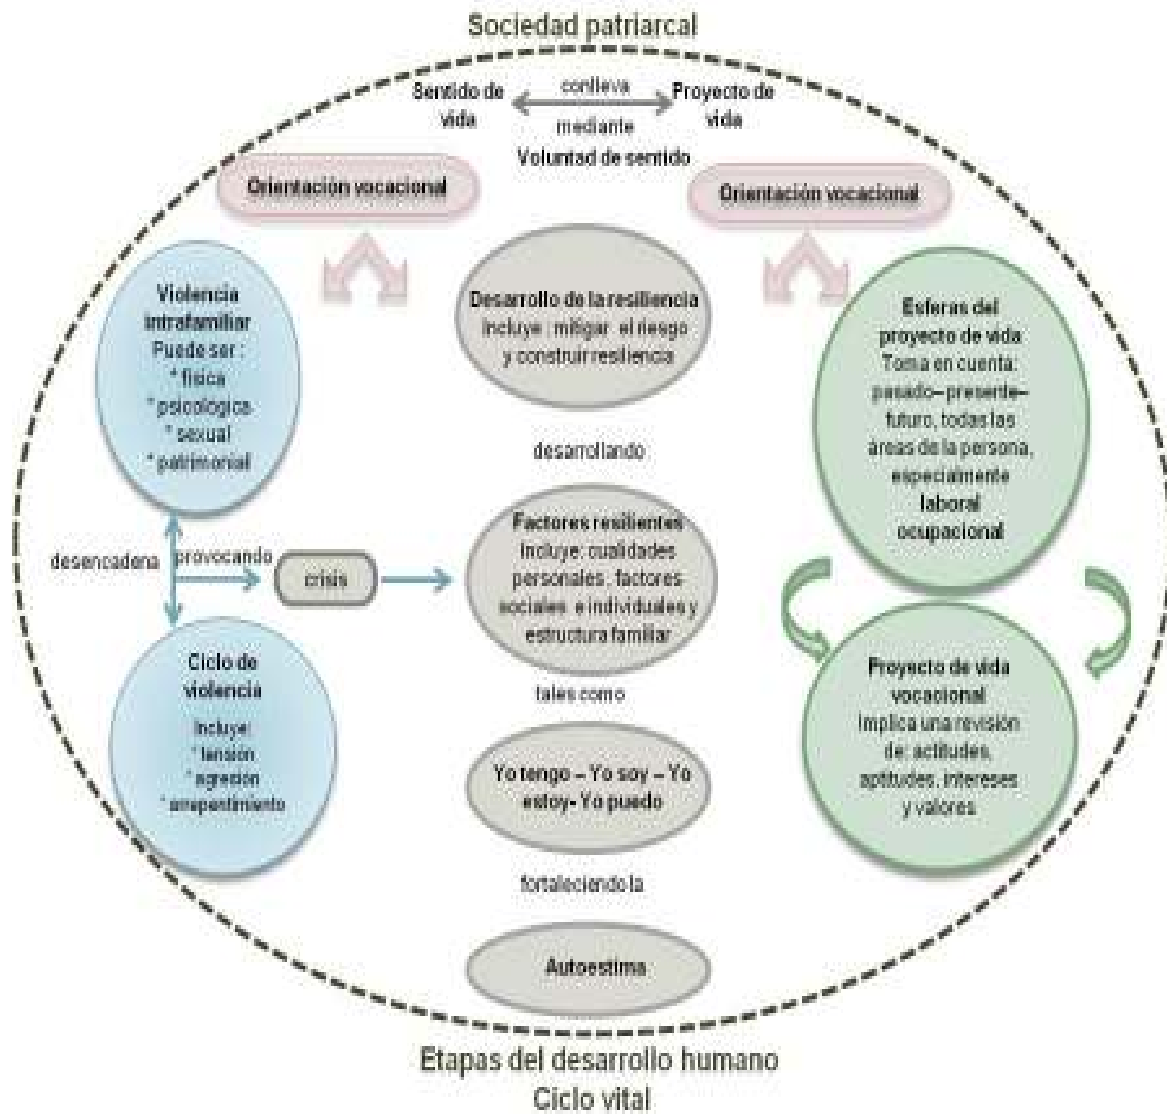 Sociedad patriarcal
Sentido de
vida
conlleva
Proyecto de
vida
mediante
Voluntad de sentido
Orientación vocacional
Orientación vocacional
Violencia
intrafamiliar
Puede ser :
* física
* psicológica
* sexual
* patrimonial
Desarrollo de la resiliencia
Incluye : mitigar el riesgo
y construir resiliencia
Esferas del
proyecto de vida
Toma en cuenta:
pasado– presente–
futuro, todas las
áreas de la persona,
especialmente
laboral
ocupacional
desarrollando
desencadena
provocando
crisis
Factores resilientes
Incluye: cualidades
personales, factores
sociales e individuales y
estructura familiar
Ciclo de
violencia
Incluye:
* tensión
* agresión
* arrepentimiento
tales como
Proyecto de vida
vocacional
Implica una revisión
de: actitudes,
aptitudes, intereses
y valores
Yo tengo – Yo soy – Yo
estoy- Yo puedo
fortaleciendo la
Autoestima
Etapas del desarrollo humano
Ciclo vital